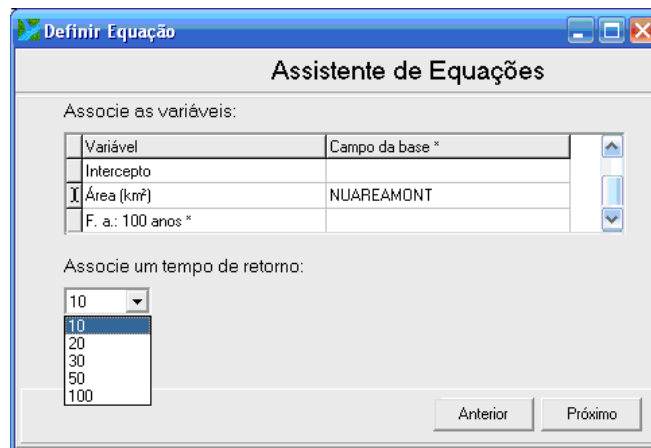 Definir Equação
Assistente de Equações
Associe as variáveis:
Variável Campo da base *
Intercepto
Área (km²) NUAREAMONT
F. a.: 100 anos *
Associe um tempo de retorno:
10
10
20
30
50
100
Anterior Próximo